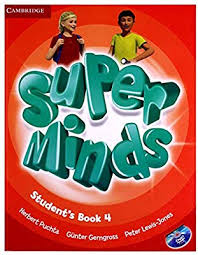 CAMBRIDGE
Super
Minds
Student's Book 4
Herbert Puchta Günter Gerngross Peter Lewis-Jones